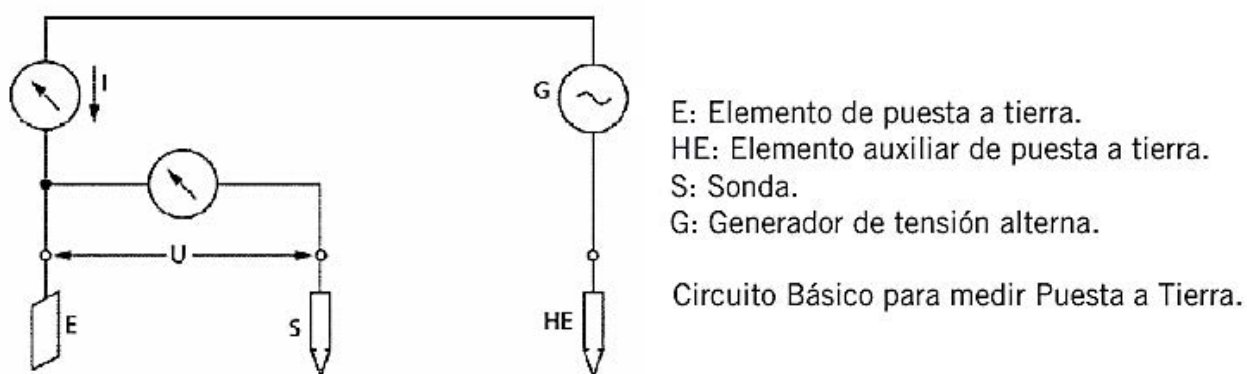 I
G
U
E
S
HE
E: Elemento de puesta a tierra.
HE: Elemento auxiliar de puesta a tierra.
S: Sonda.
G: Generador de tensión alterna.
Circuito Básico para medir Puesta a Tierra.